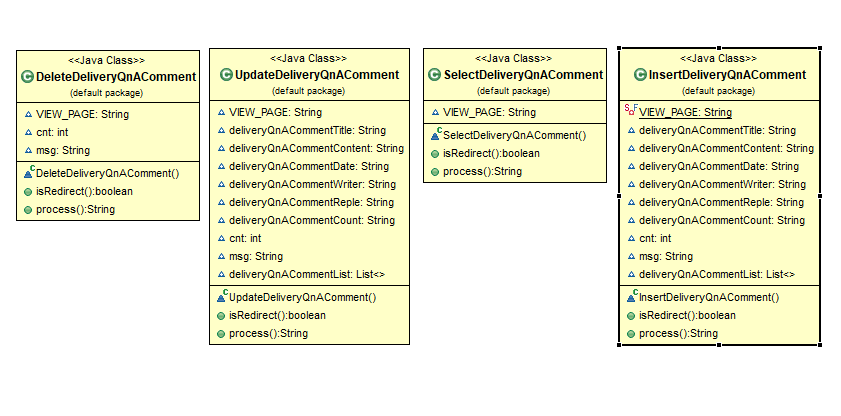 <<Java Class>>
DeleteDeliveryQnAComment
(default package)
VIEW_PAGE: String
cnt: int
msg: String
DeleteDeliveryQnAComment()
isRedirect():boolean
process():String
<<Java Class>>
UpdateDeliveryQnAComment
(default package)
VIEW_PAGE: String
deliveryQnACommentTitle: String
deliveryQnACommentContent: String
deliveryQnACommentDate: String
deliveryQnACommentWriter: String
deliveryQnACommentReple: String
deliveryQnACommentCount: String
cnt: int
msg: String
deliveryQnACommentList: List<>
UpdateDeliveryQnAComment()
isRedirect():boolean
process():String
<<Java Class>>
SelectDeliveryQnAComment
(default package)
VIEW_PAGE: String
SelectDeliveryQnAComment()
isRedirect():boolean
process():String
<<Java Class>>
InsertDeliveryQnAComment
(default package)
VIEW_PAGE: String
deliveryQnACommentTitle: String
deliveryQnACommentContent: String
deliveryQnACommentDate: String
deliveryQnACommentWriter: String
deliveryQnACommentReple: String
deliveryQnACommentCount: String
cnt: int
msg: String
deliveryQnACommentList: List<>
InsertDeliveryQnAComment()
isRedirect():boolean
process():String